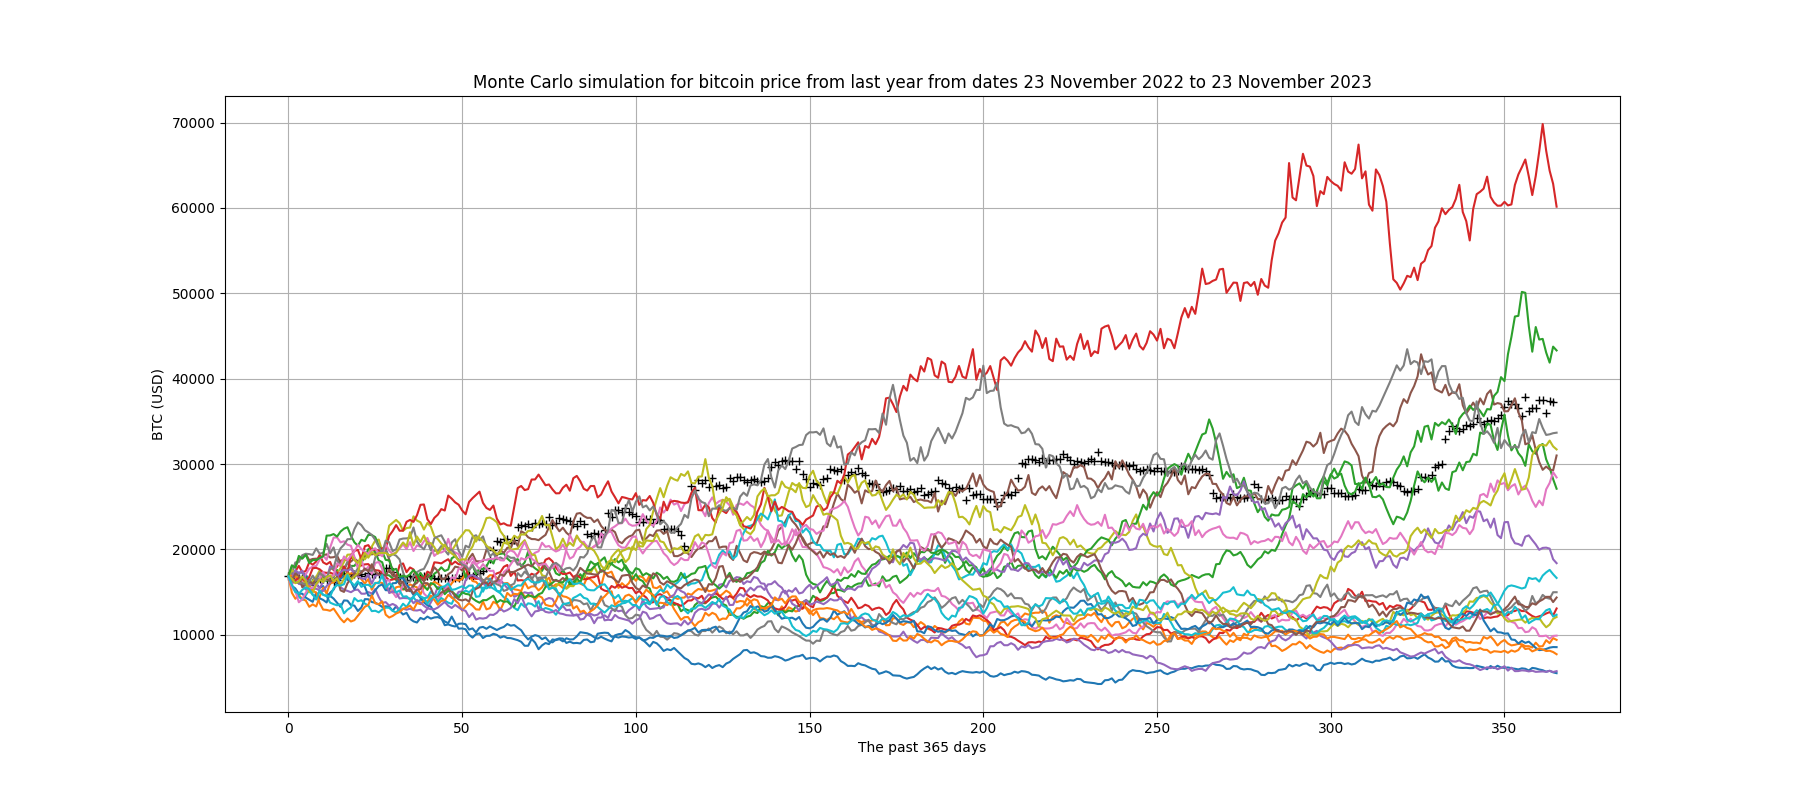 Monte Carlo simulation for bitcoin price from last year from dates 23 November 2022 to 23 November 2023
70000
60000
50000
40000
30000
20000
10000
BTC (USD)
0 50 100 150 200 250 300 350
The past 365 days